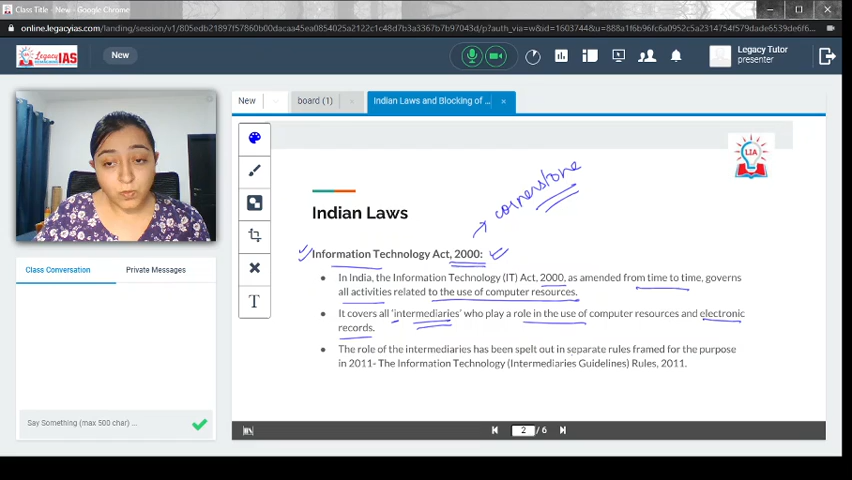 Class Title - New - Google Chrome
online.legacyias.com/landing/session/v1/805edb21897f57860b00dacaa45ea0854025a2122c1c48d7b3a3367b7b97043d/p?auth_via=w&id=1603744&u=888a1f6b96fc6a0952c5a2314754f579dade6539d6e6f...
Legacy IAS
New
Legacy Tutor
presenter
New
board (1)
Indian Laws and Blocking of ...
LIA
cornerstone
Indian Laws
Information Technology Act, 2000:
In India, the Information Technology (IT) Act, 2000, as amended from time to time, governs
all activities related to the use of computer resources.
It covers all 'intermediaries' who play a role in the use of computer resources and electronic
records.
The role of the intermediaries has been spelt out in separate rules framed for the purpose
in 2011- The Information Technology (Intermediaries Guidelines) Rules, 2011.
Class Conversation
Private Messages
Say Something (max 500 char) ...
T
2 / 6